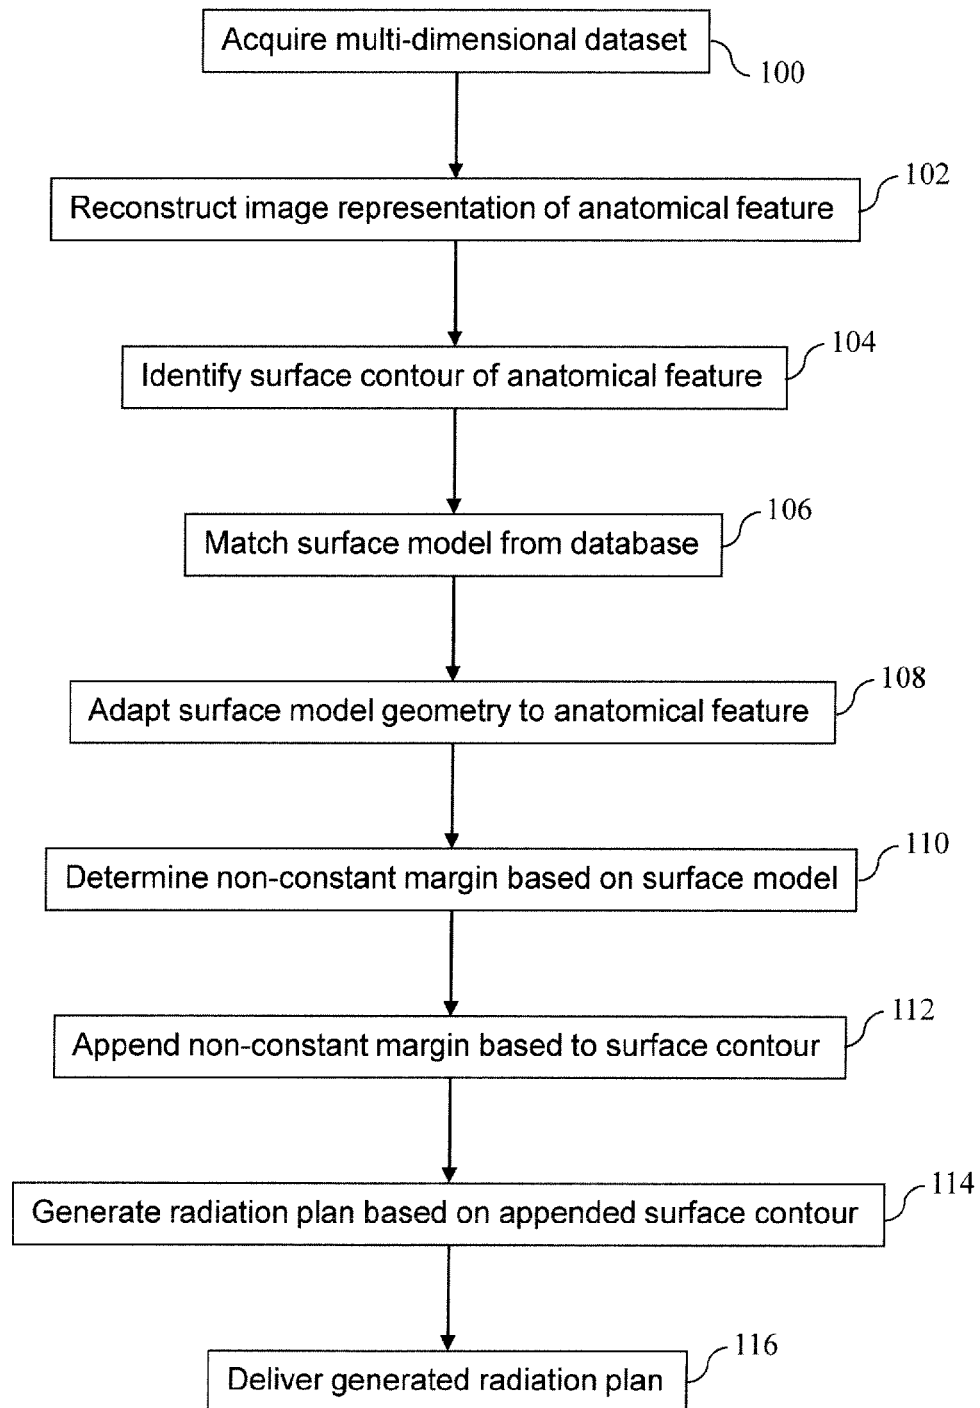 Acquire multi-dimensional dataset
100
102
Reconstruct image representation of anatomical feature
104
Identify surface contour of anatomical feature
106
Match surface model from database
108
Adapt surface model geometry to anatomical feature
110
Determine non-constant margin based on surface model
112
Append non-constant margin based to surface contour
114
Generate radiation plan based on appended surface contour
116
Deliver generated radiation plan